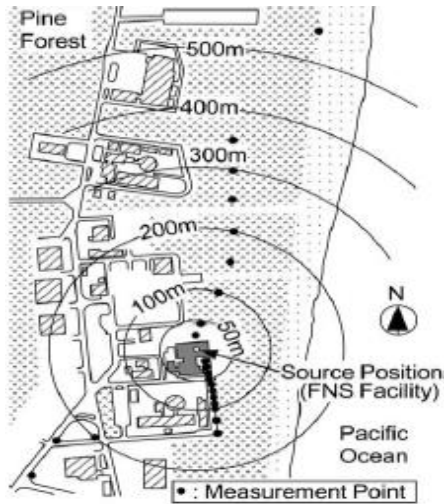 Pine
Forest
500m
400m
300m
200m
100m
50m
N
Source Position
(FNS Facility)
Pacific
Ocean
• : Measurement Point